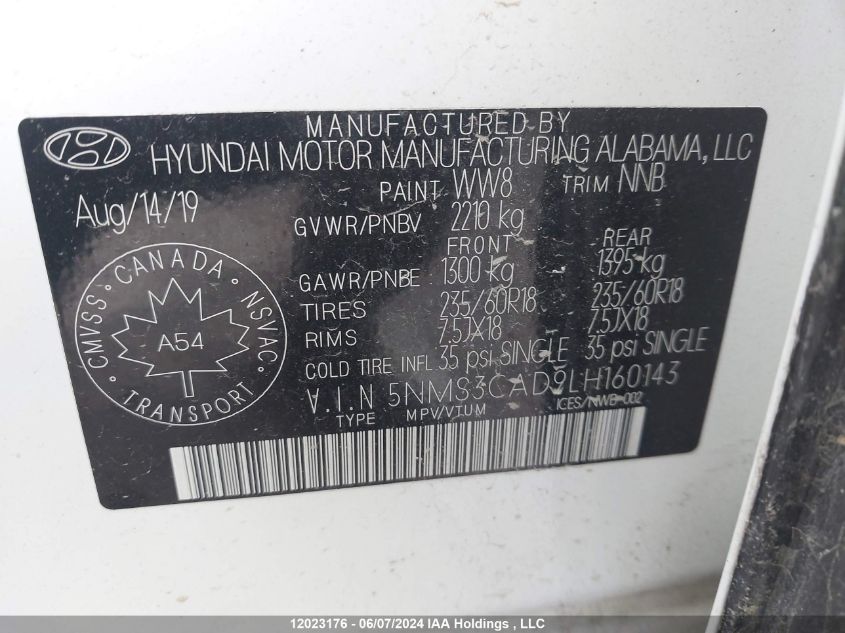 MANUFACTURED BY
HYUNDAI MOTOR MANUFACTURING ALABAMA, LLC
Aug/14/19 PAINT WW8 TRIM NNB
GVWR/PNBV 2210 kg
FRONT REAR
GAWR/PNBE 1300 kg 1395 kg
TIRES 235/60R18 235/60R18
RIMS 7.5JX18 7.5JX18
COLD TIRE INFL 35 psi SINGLE 35 psi SINGLE
V.I.N 5NMS3CAD9LH160143
TYPE MPV/VTUM ICES/NWB-002
CMVSS · CANADA · NSVAC
A54
TRANSPORT
12023176 - 06/07/2024 IAA Holdings , LLC